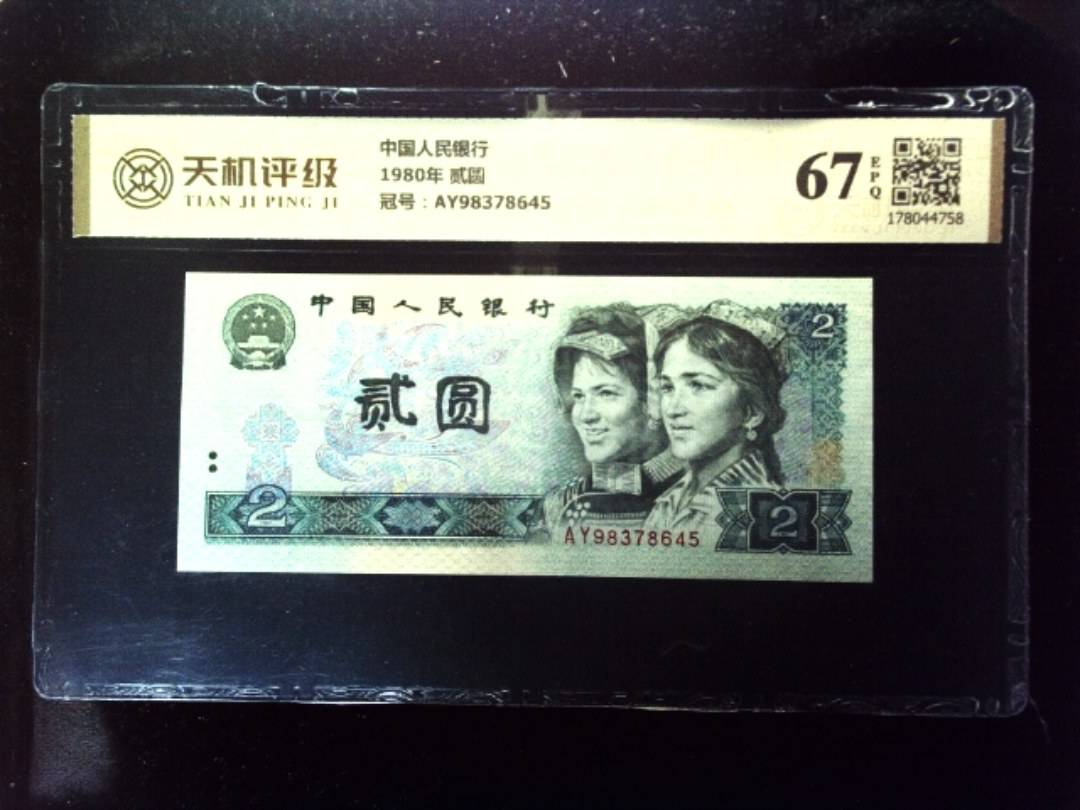 天机评级
TIAN JI PING JI
中国人民银行
1980年 贰圆
冠号：AY98378645
67
EPQ
178044758
中国人民银行
2
贰圆
2
AY98378645
2